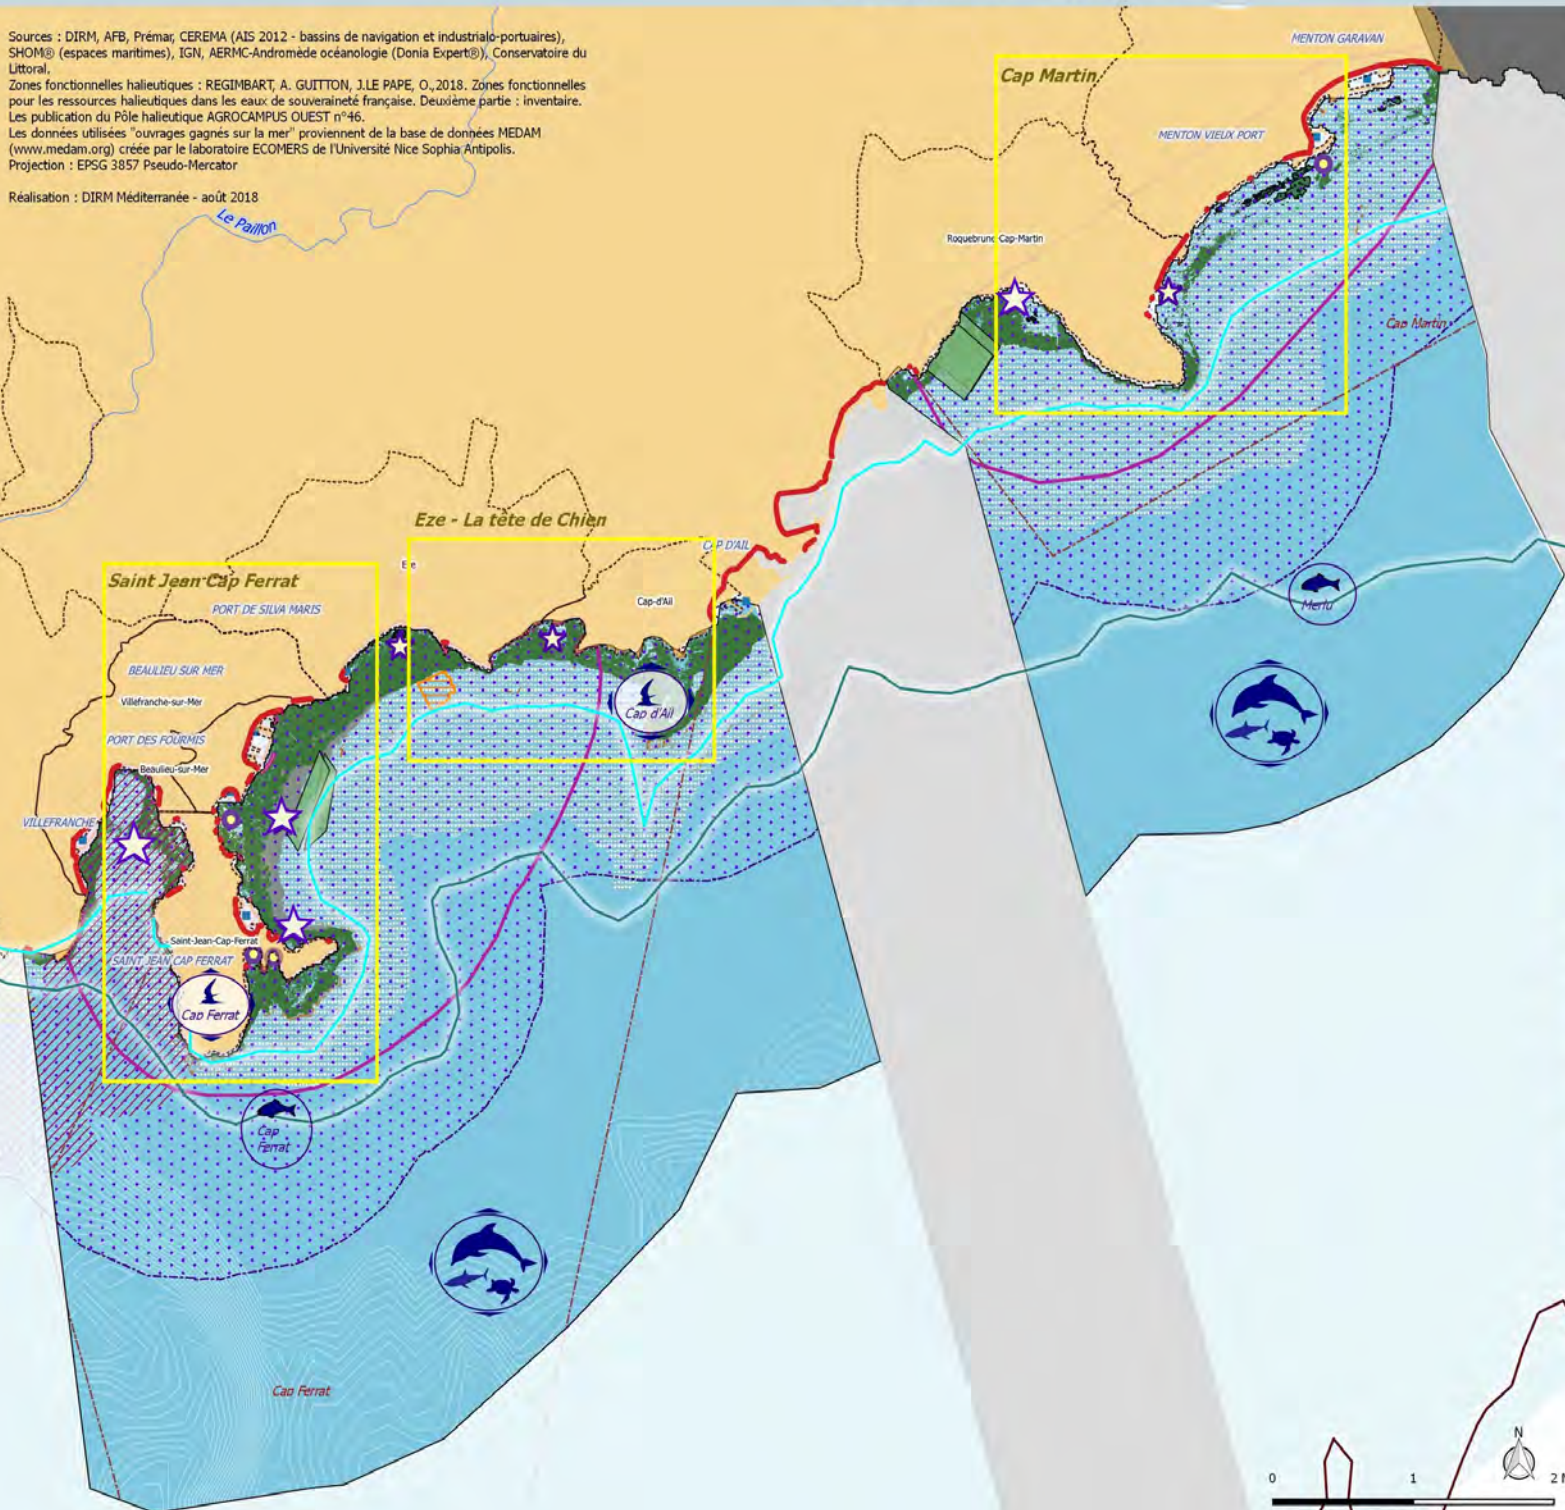 Sources : DIRM, AFB, Prémar, CEREMA (AIS 2012 - bassins de navigation et industrialo-portuaires),
SHOM® (espaces maritimes), IGN, AERMC-Andromède océanologie (Donia Expert®), Conservatoire du
Littoral.
Zones fonctionnelles halieutiques : REGIMBART, A. GUITTON, J.LE PAPE, O.,2018. Zones fonctionnelles
pour les ressources halieutiques dans les eaux de souveraineté française. Deuxième partie : inventaire.
Les publication du Pôle halieutique AGROCAMPUS OUEST n°46.
Les données utilisées "ouvrages gagnés sur la mer" proviennent de la base de données MEDAM
(www.medam.org) créée par le laboratoire ECOMERS de l'Université Nice Sophia Antipolis.
Projection : EPSG 3857 Pseudo-Mercator
Réalisation : DIRM Méditerranée - août 2018
Le Paillon
MENTON GARAVAN
Cap Martin
MENTON VIEUX PORT
Roquebrune-Cap-Martin
Cap Martin
Eze - La tête de Chien
CAP D'AIL
Eze
Saint Jean Cap Ferrat
PORT DE SILVA MARIS
Cap-d'Ail
Merlu
BEAULIEU SUR MER
Villefranche-sur-Mer
Cap d'Ail
PORT DES FOURMIS
Beaulieu-sur-Mer
VILLEFRANCHE
Saint-Jean-Cap-Ferrat
SAINT JEAN CAP FERRAT
Cap Ferrat
Cap
Ferrat
Cap Ferrat
N
0 1 2